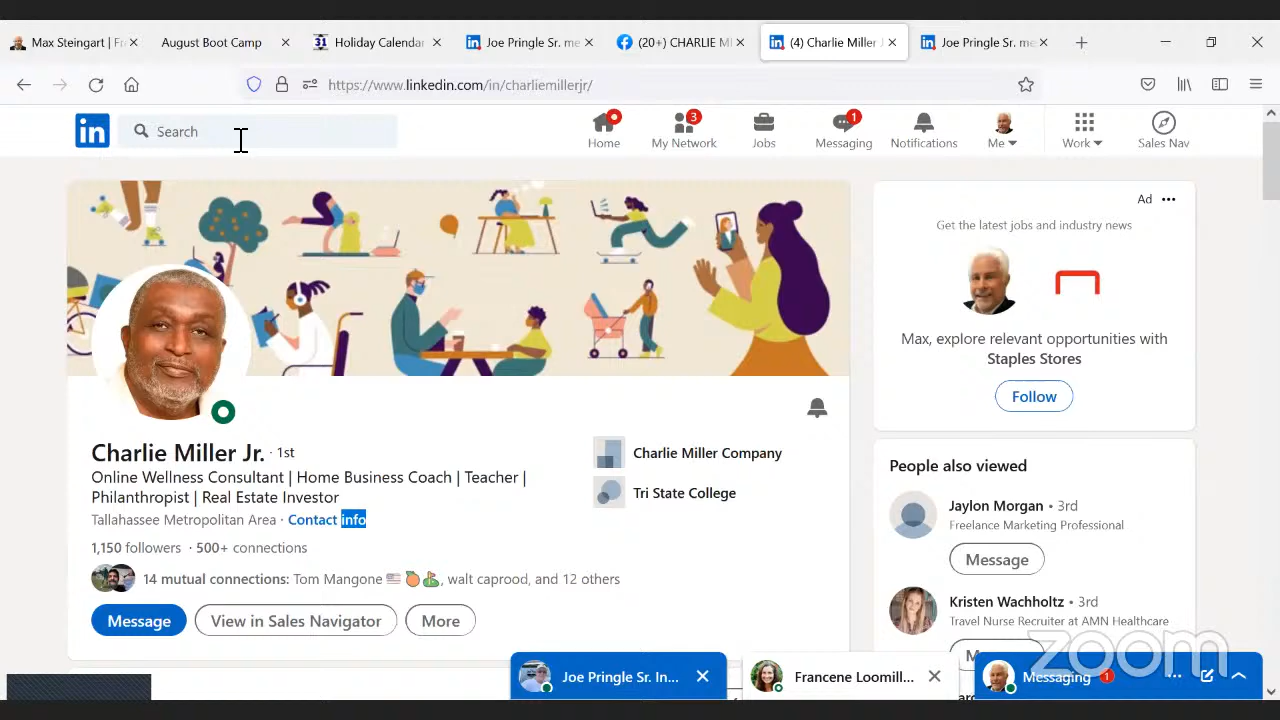 Max Steingart | Fr
August Boot Camp
31 Holiday Calenda
in Joe Pringle Sr. me
(20+) CHARLIE MI
in (4) Charlie Miller J
in Joe Pringle Sr. me
https://www.linkedin.com/in/charliemillerjr/
in
Search
Home
3
My Network
Jobs
1
Messaging
Notifications
Me
Work
Sales Nav
Charlie Miller Jr. · 1st
Online Wellness Consultant | Home Business Coach | Teacher |
Philanthropist | Real Estate Investor
Tallahassee Metropolitan Area · Contact info
1,150 followers · 500+ connections
14 mutual connections: Tom Mangone 🇺🇸 🍊 ⛳, walt caprood, and 12 others
Message
View in Sales Navigator
More
Charlie Miller Company
Tri State College
Ad
Get the latest jobs and industry news
Max, explore relevant opportunities with
Staples Stores
Follow
People also viewed
Jaylon Morgan • 3rd
Freelance Marketing Professional
Message
Kristen Wachholtz • 3rd
Travel Nurse Recruiter at AMN Healthcare
Joe Pringle Sr. In...
Francene Loomill...
Messaging 1
zoom